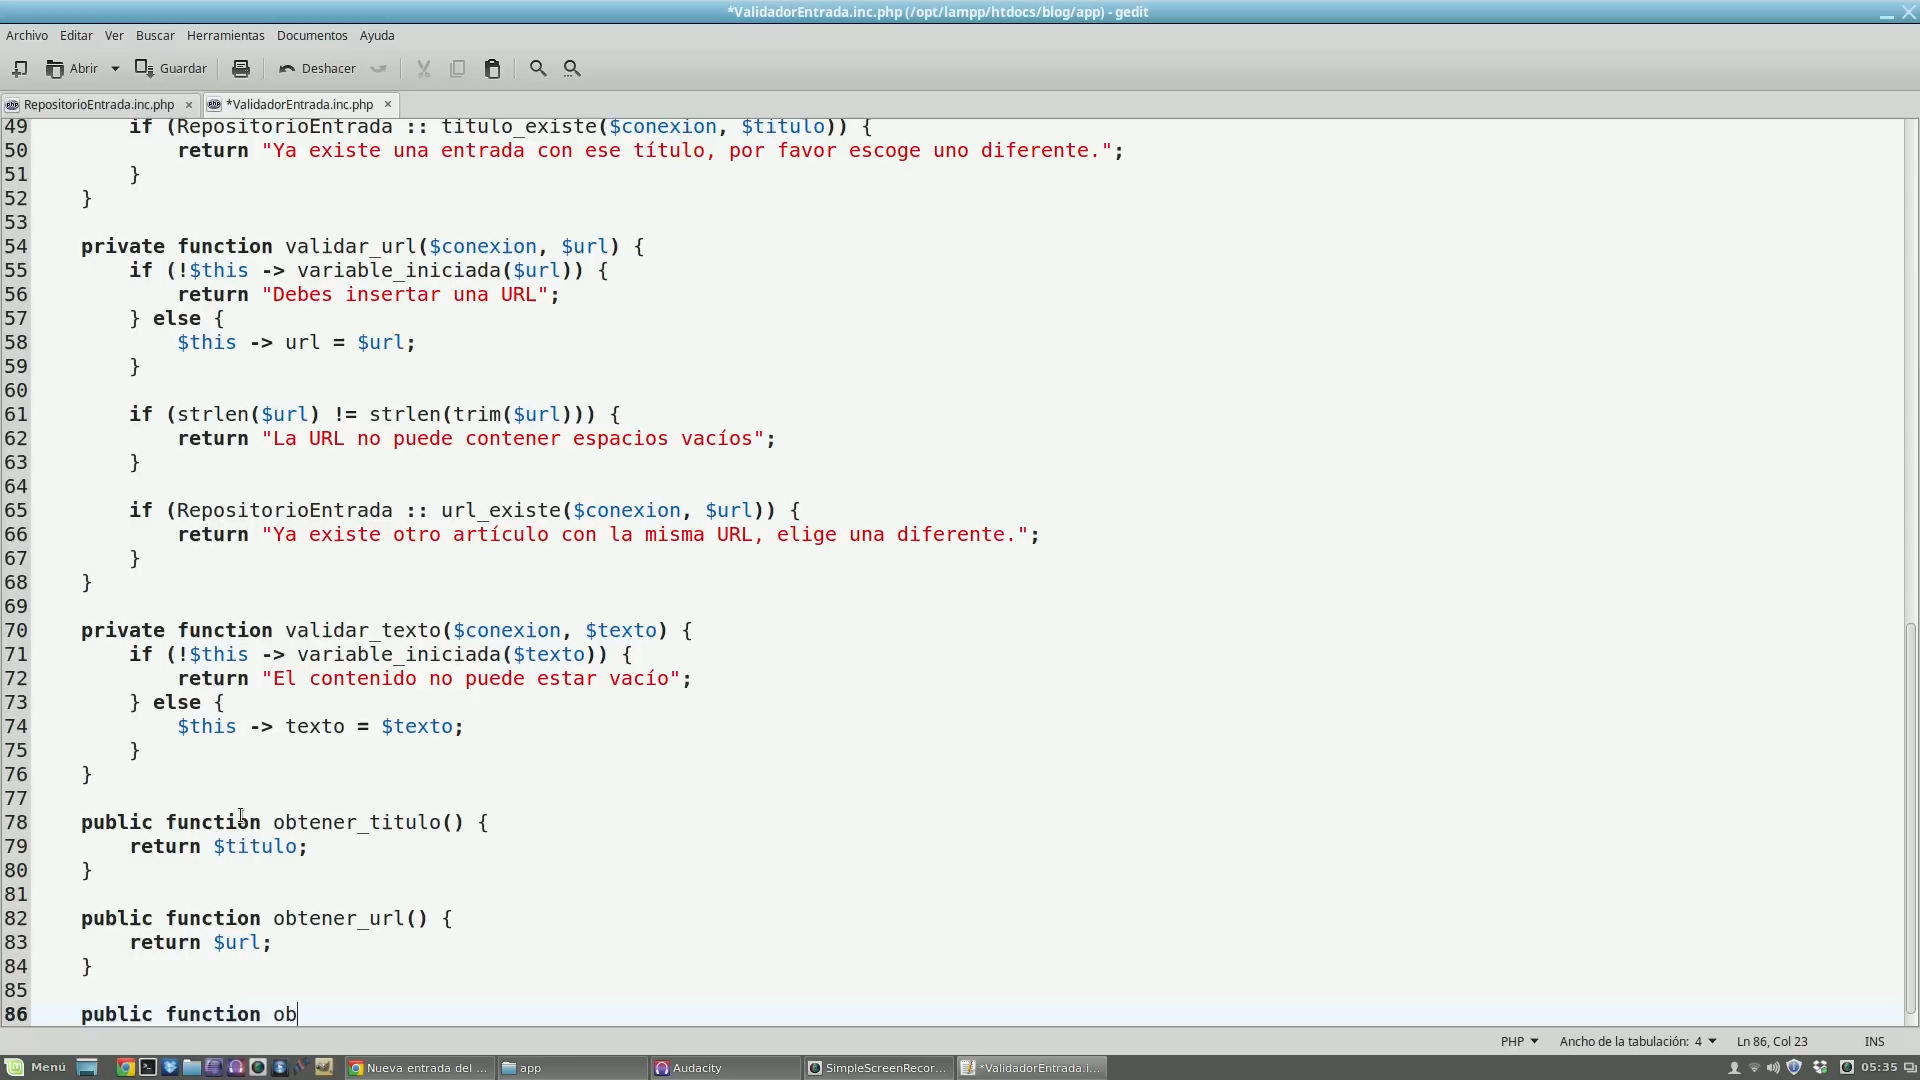 *ValidadorEntrada.inc.php (/opt/lampp/htdocs/blog/app) - gedit
Archivo Editar Ver Buscar Herramientas Documentos Ayuda
Abrir Guardar Deshacer
RepositorioEntrada.inc.php × *ValidadorEntrada.inc.php ×
49 if (RepositorioEntrada :: titulo_existe($conexion, $titulo)) {
50 return "Ya existe una entrada con ese título, por favor escoge uno diferente.";
51 }
52 }
53
54 private function validar_url($conexion, $url) {
55 if (!$this -> variable_iniciada($url)) {
56 return "Debes insertar una URL";
57 } else {
58 $this -> url = $url;
59 }
60
61 if (strlen($url) != strlen(trim($url))) {
62 return "La URL no puede contener espacios vacíos";
63 }
64
65 if (RepositorioEntrada :: url_existe($conexion, $url)) {
66 return "Ya existe otro artículo con la misma URL, elige una diferente.";
67 }
68 }
69
70 private function validar_texto($conexion, $texto) {
71 if (!$this -> variable_iniciada($texto)) {
72 return "El contenido no puede estar vacío";
73 } else {
74 $this -> texto = $texto;
75 }
76 }
77
78 public function obtener_titulo() {
79 return $titulo;
80 }
81
82 public function obtener_url() {
83 return $url;
84 }
85
86 public function ob
PHP Ancho de la tabulación: 4 Ln 86, Col 23 INS
Menú Nueva entrada del ... app Audacity SimpleScreenRecor... *ValidadorEntrada.i... 05:35